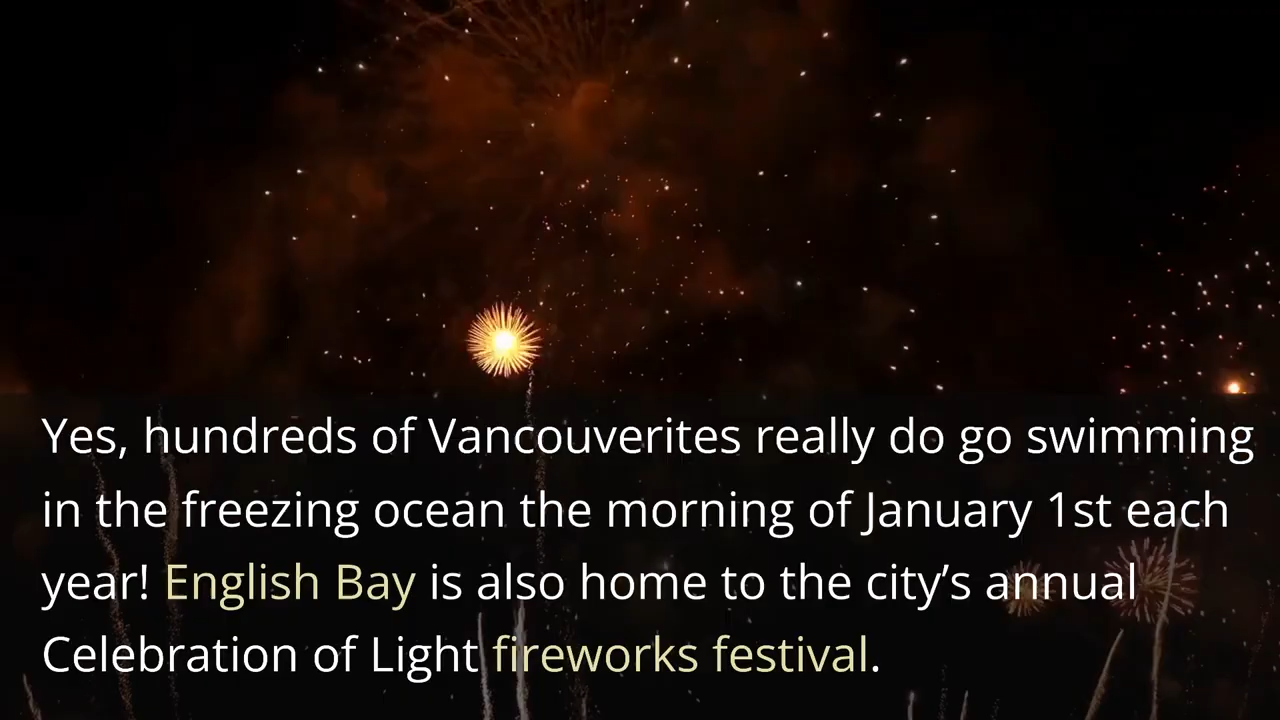 Yes, hundreds of Vancouverites really do go swimming
in the freezing ocean the morning of January 1st each
year! English Bay is also home to the city’s annual
Celebration of Light fireworks festival.